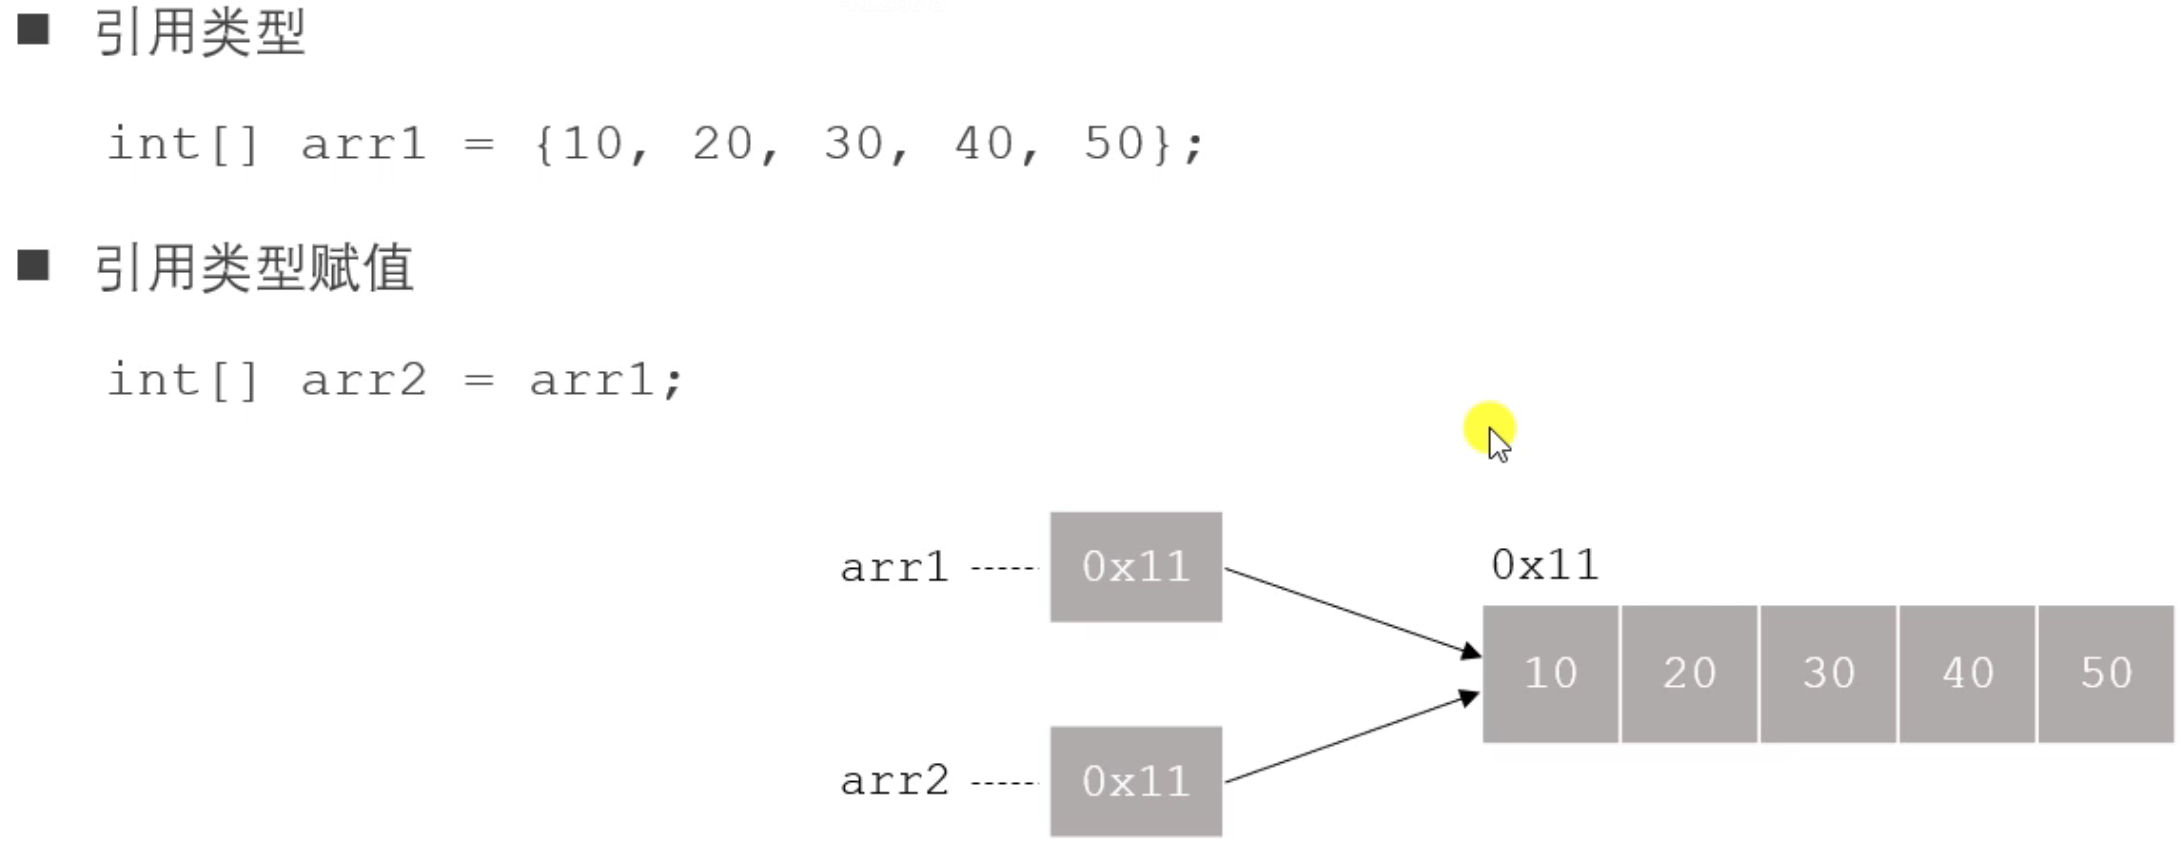 ■ 引用类型
int[] arr1 = {10, 20, 30, 40, 50};
■ 引用类型赋值
int[] arr2 = arr1;
arr1 ----- 0x11
0x11
10 20 30 40 50
arr2 ----- 0x11